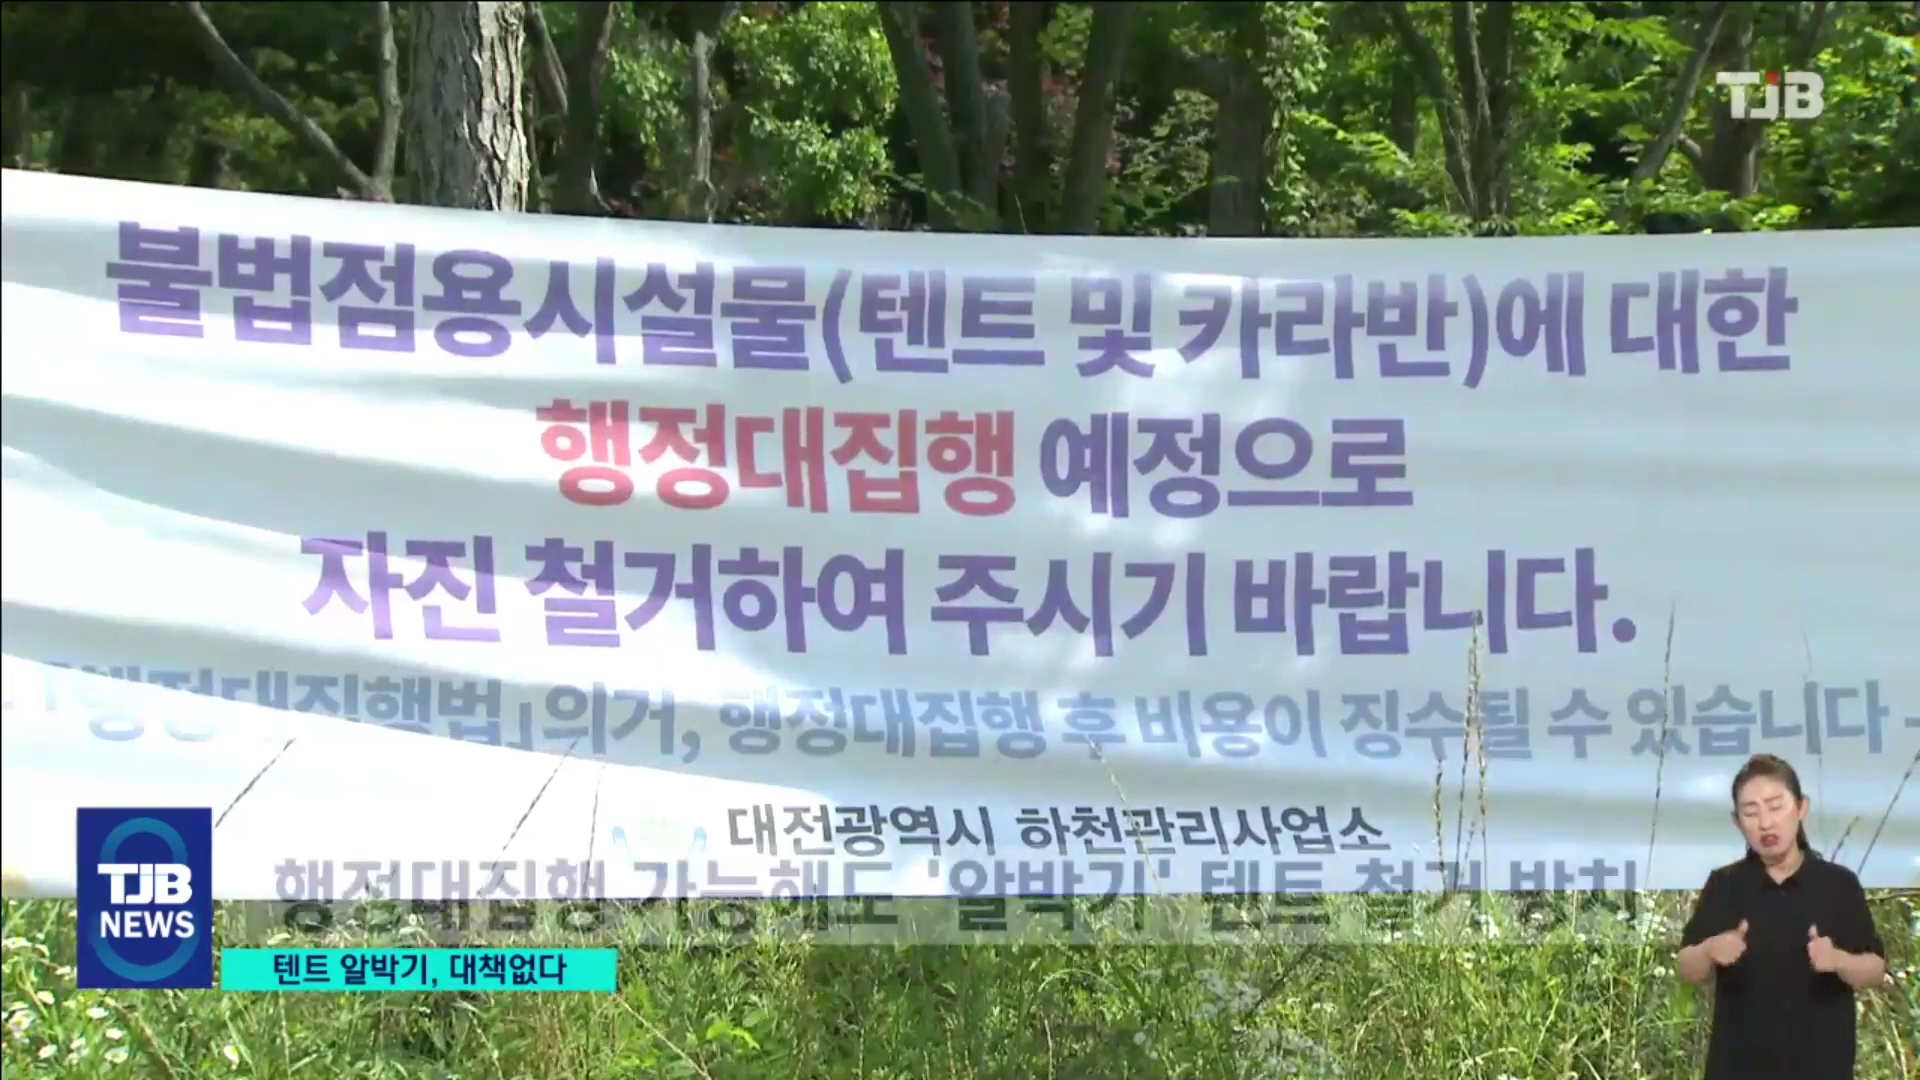 TJB
불법점용시설물(텐트 및 카라반)에 대한
행정대집행 예정으로
자진 철거하여 주시기 바랍니다.
-「행정대집행법」의거, 행정대집행 후 비용이 징수될 수 있습니다 -
대전광역시 하천관리사업소
행정대집행 가능해도 '알박기' 텐트 철거 방치
8
TJB
NEWS
텐트 알박기, 대책없다